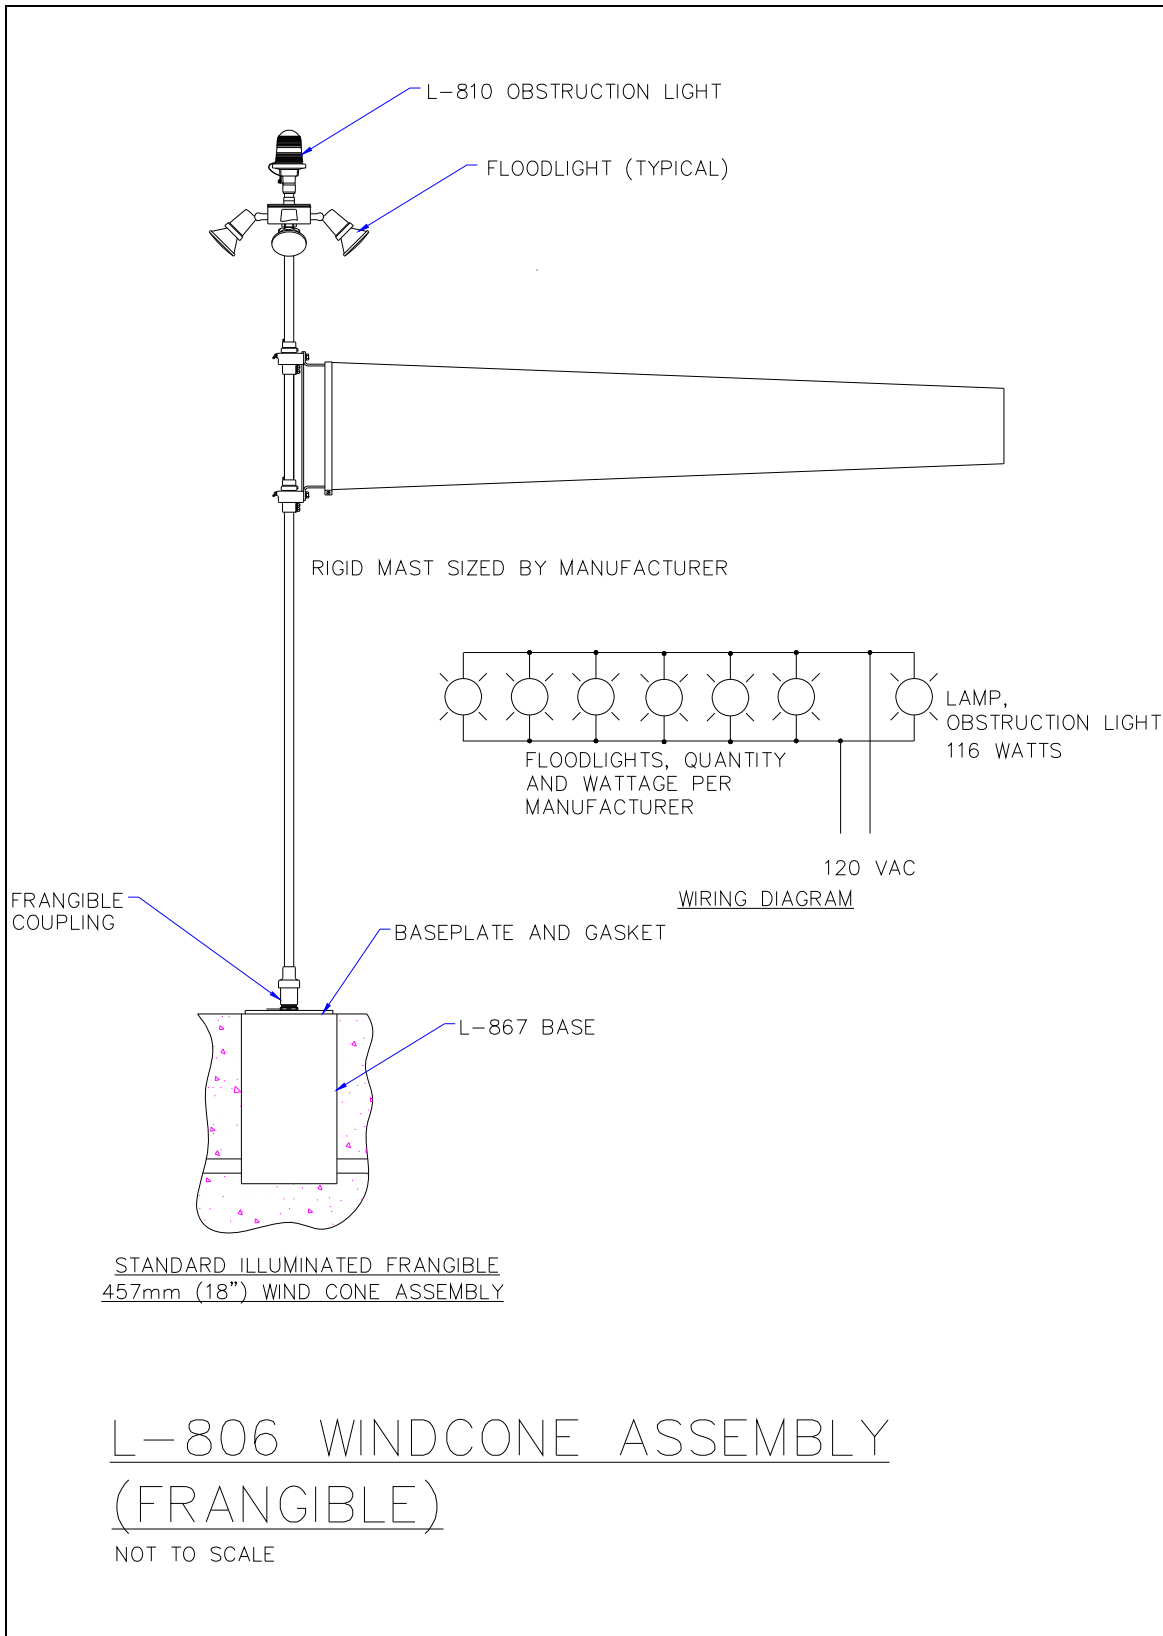 L-810 OBSTRUCTION LIGHT
FLOODLIGHT (TYPICAL)
RIGID MAST SIZED BY MANUFACTURER
LAMP,
OBSTRUCTION LIGHT
116 WATTS
FLOODLIGHTS, QUANTITY
AND WATTAGE PER
MANUFACTURER
120 VAC
WIRING DIAGRAM
FRANGIBLE
COUPLING
BASEPLATE AND GASKET
L-867 BASE
STANDARD ILLUMINATED FRANGIBLE
457mm (18") WIND CONE ASSEMBLY
L-806 WINDCONE ASSEMBLY
(FRANGIBLE)
NOT TO SCALE